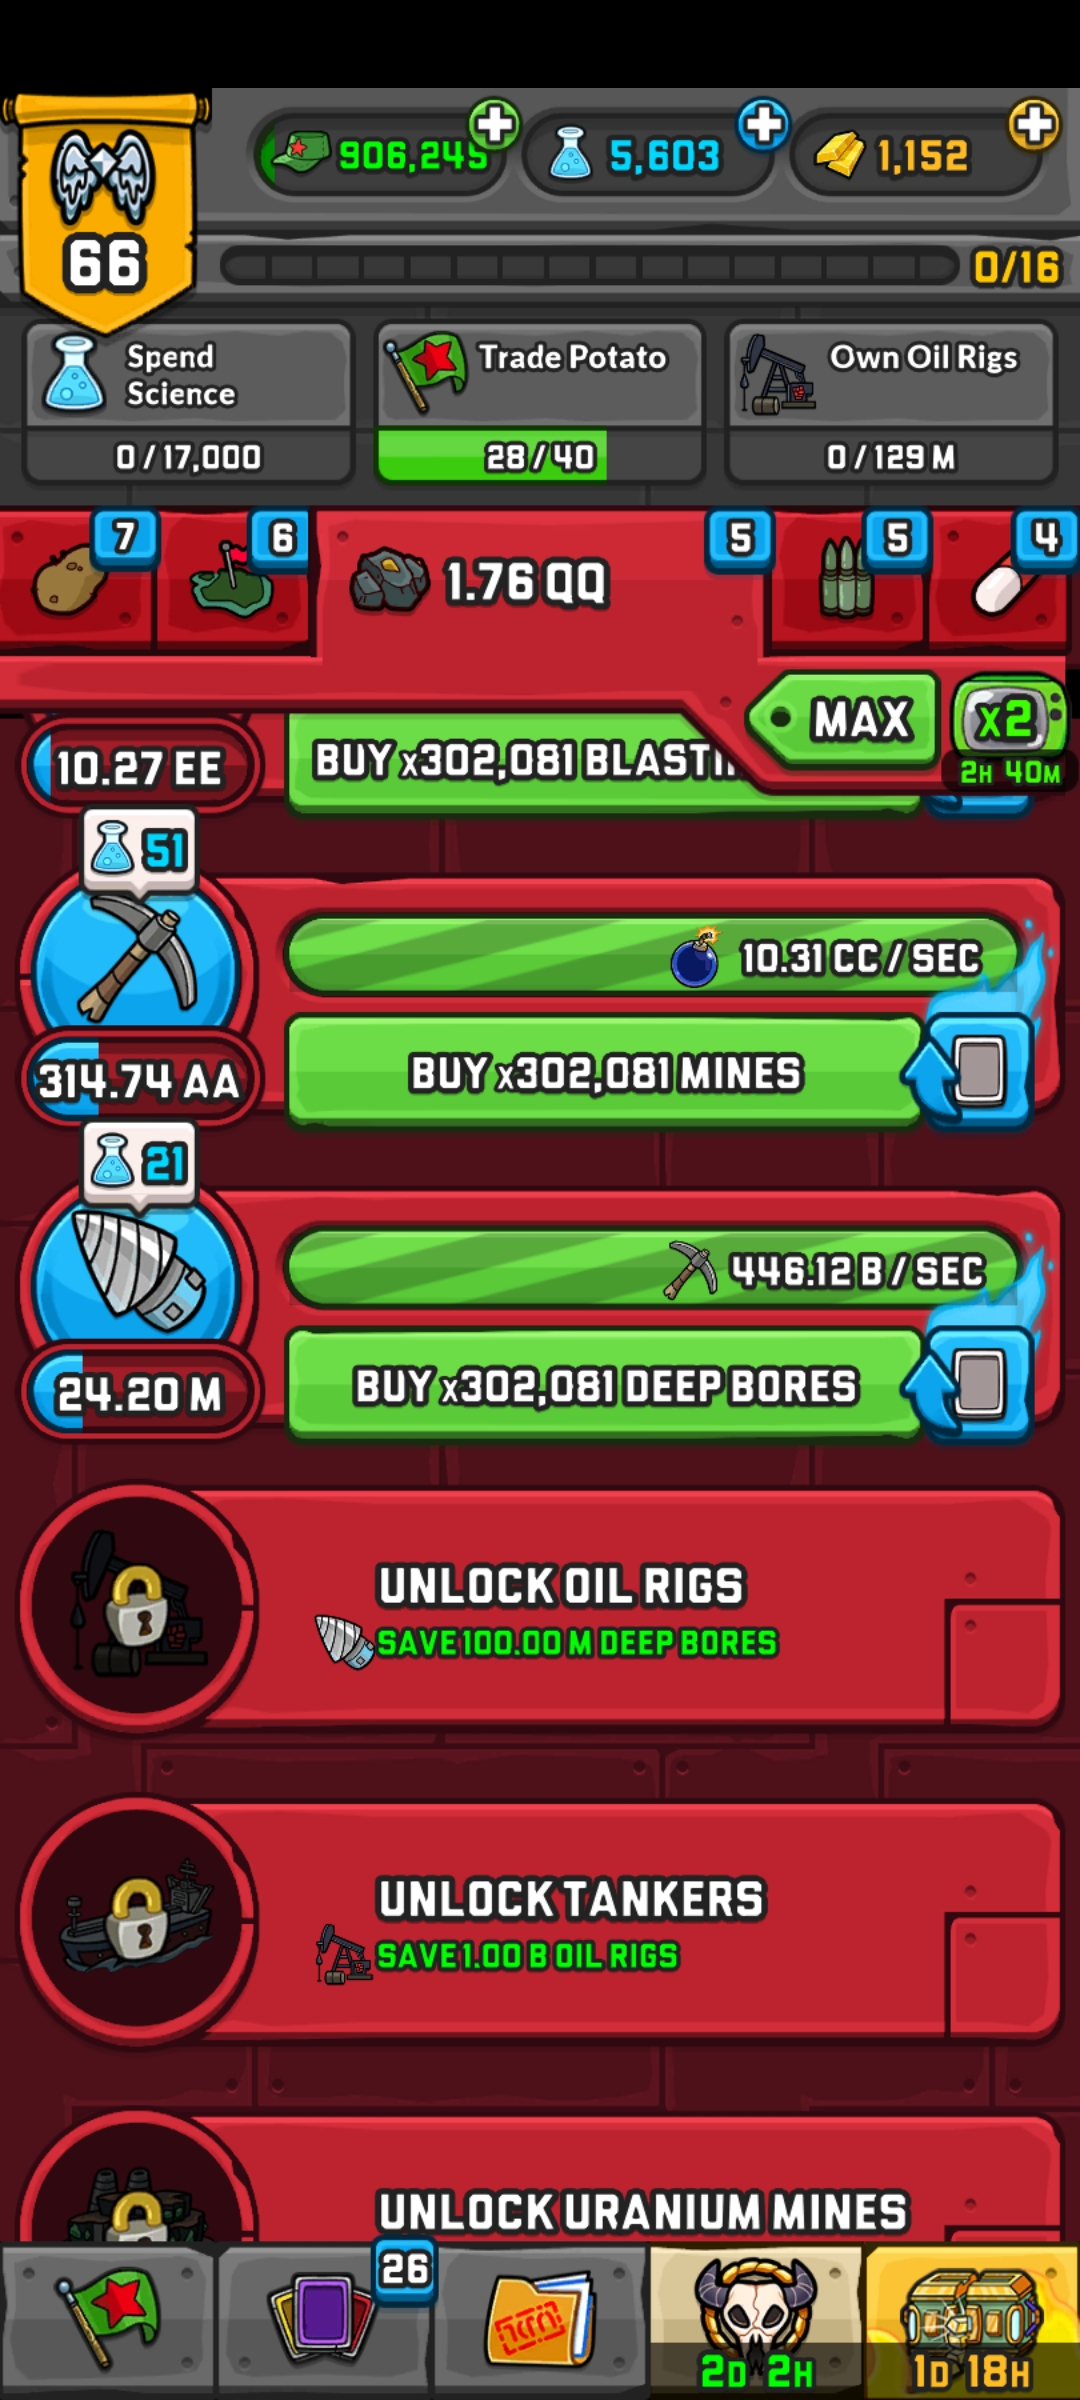 66
906,245
5,603
1,152
0/16
Spend
Science
0 / 17,000
Trade Potato
28 / 40
Own Oil Rigs
0 / 129 M
7
6
1.76 QQ
5
5
4
MAX
x2
2H 40M
10.27 EE
BUY x302,081 BLASTI
51
10.31 CC / SEC
314.74 AA
BUY x302,081 MINES
21
446.12 B / SEC
24.20 M
BUY x302,081 DEEP BORES
UNLOCK OIL RIGS
SAVE 100.00 M DEEP BORES
UNLOCK TANKERS
SAVE 1.00 B OIL RIGS
UNLOCK URANIUM MINES
26
2D 2H
1D 18H